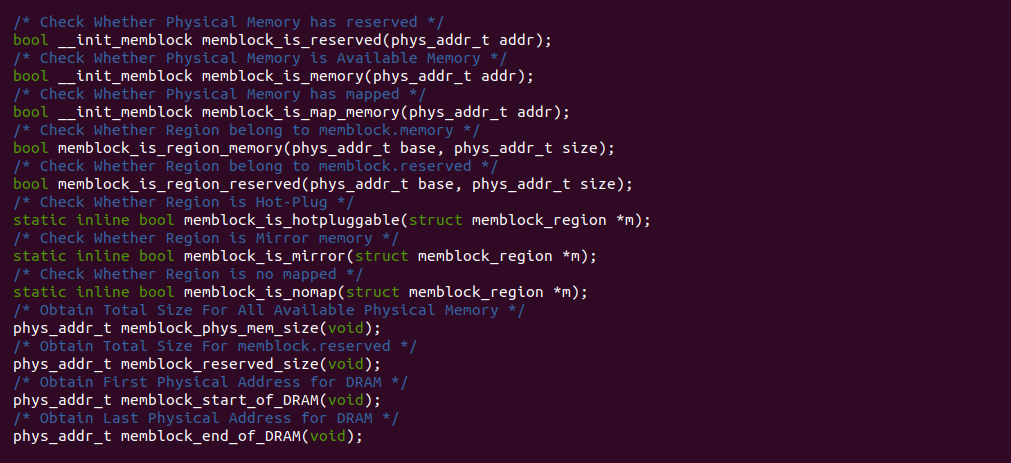 /* Check Whether Physical Memory has reserved */
bool __init_memblock memblock_is_reserved(phys_addr_t addr);
/* Check Whether Physical Memory is Available Memory */
bool __init_memblock memblock_is_memory(phys_addr_t addr);
/* Check Whether Physical Memory has mapped */
bool __init_memblock memblock_is_map_memory(phys_addr_t addr);
/* Check Whether Region belong to memblock.memory */
bool memblock_is_region_memory(phys_addr_t base, phys_addr_t size);
/* Check Whether Region belong to memblock.reserved */
bool memblock_is_region_reserved(phys_addr_t base, phys_addr_t size);
/* Check Whether Region is Hot-Plug */
static inline bool memblock_is_hotpluggable(struct memblock_region *m);
/* Check Whether Region is Mirror memory */
static inline bool memblock_is_mirror(struct memblock_region *m);
/* Check Whether Region is no mapped */
static inline bool memblock_is_nomap(struct memblock_region *m);
/* Obtain Total Size For All Available Physical Memory */
phys_addr_t memblock_phys_mem_size(void);
/* Obtain Total Size For memblock.reserved */
phys_addr_t memblock_reserved_size(void);
/* Obtain First Physical Address for DRAM */
phys_addr_t memblock_start_of_DRAM(void);
/* Obtain Last Physical Address for DRAM */
phys_addr_t memblock_end_of_DRAM(void);